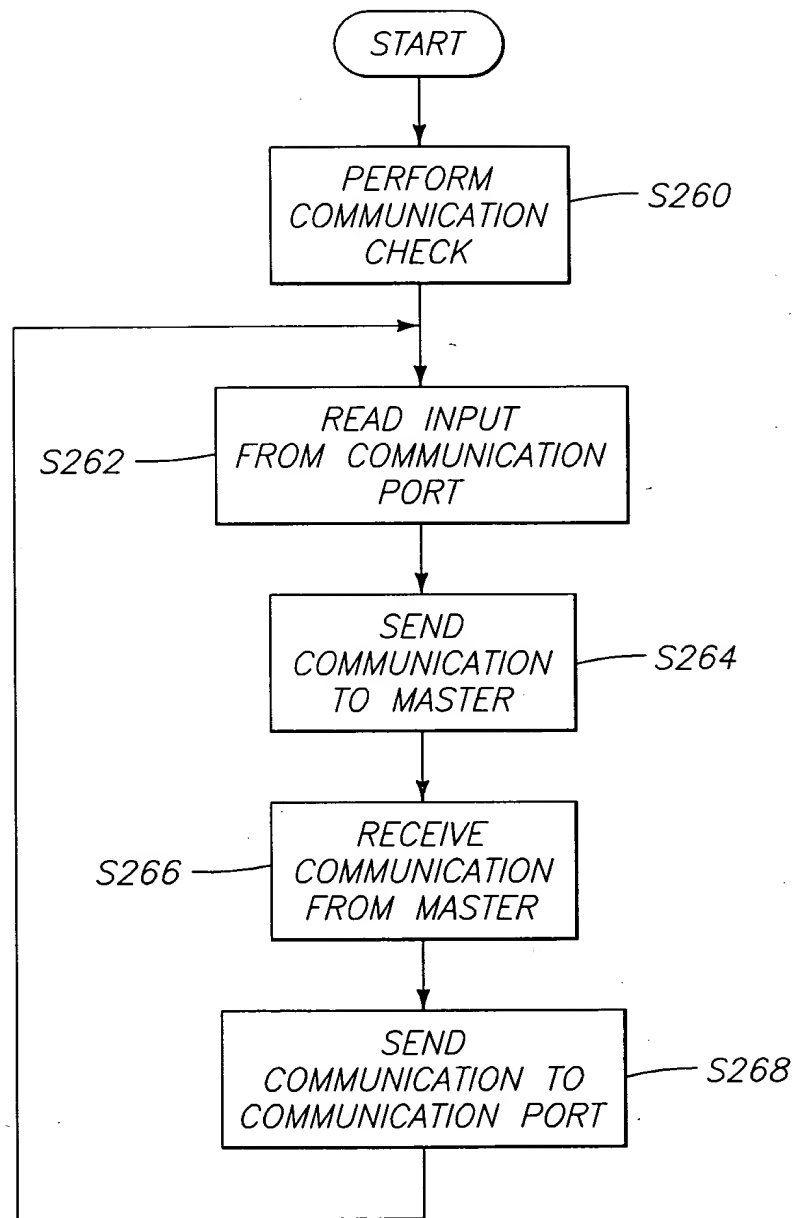 START
PERFORM
COMMUNICATION
CHECK
S260
READ INPUT
FROM COMMUNICATION
PORT
S262
SEND
COMMUNICATION
TO MASTER
S264
RECEIVE
COMMUNICATION
FROM MASTER
S266
SEND
COMMUNICATION TO
COMMUNICATION PORT
S268